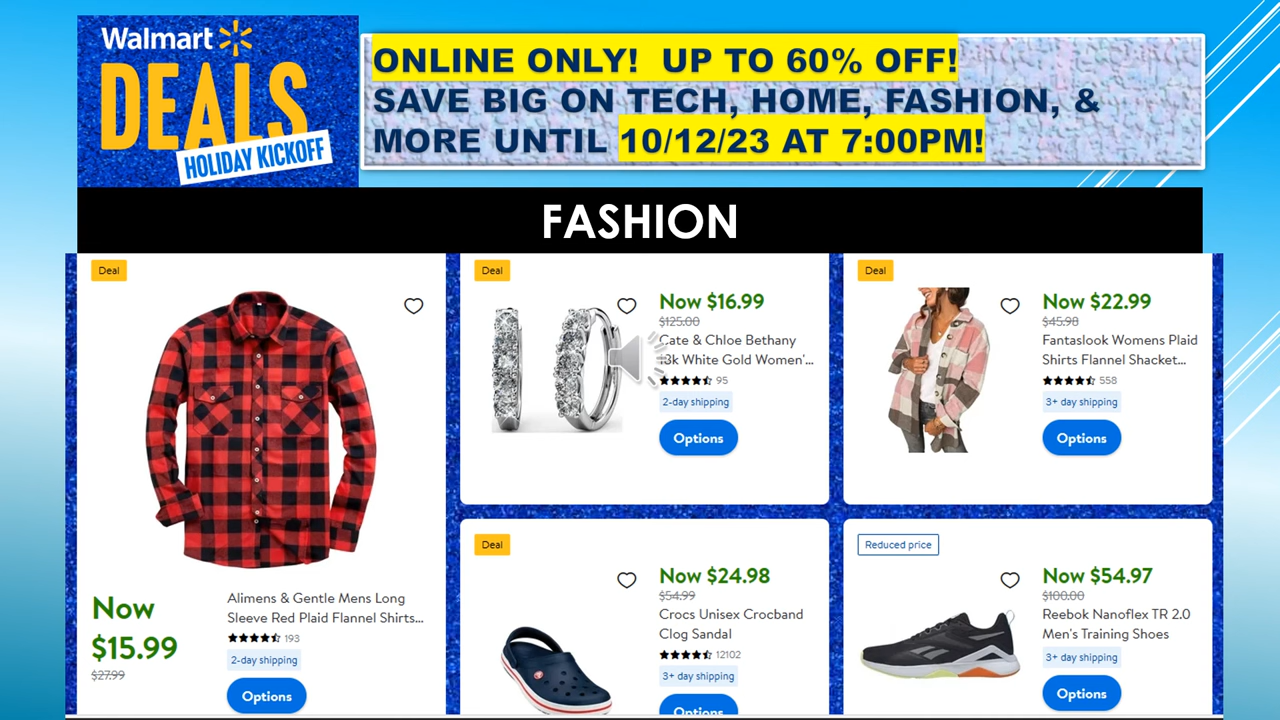 Walmart
DEALS
HOLIDAY KICKOFF
ONLINE ONLY! UP TO 60% OFF!
SAVE BIG ON TECH, HOME, FASHION, &
MORE UNTIL 10/12/23 AT 7:00PM!
FASHION
Deal
Now
$15.99
$27.99
Alimens & Gentle Mens Long
Sleeve Red Plaid Flannel Shirts...
193
2-day shipping
Options
Deal
Now $16.99
$125.00
Cate & Chloe Bethany
18k White Gold Women'...
95
2-day shipping
Options
Deal
Now $22.99
$45.98
Fantaslook Womens Plaid
Shirts Flannel Shacket...
558
3+ day shipping
Options
Deal
Now $24.98
$54.99
Crocs Unisex Crocband
Clog Sandal
12102
3+ day shipping
Options
Reduced price
Now $54.97
$100.00
Reebok Nanoflex TR 2.0
Men's Training Shoes
3+ day shipping
Options